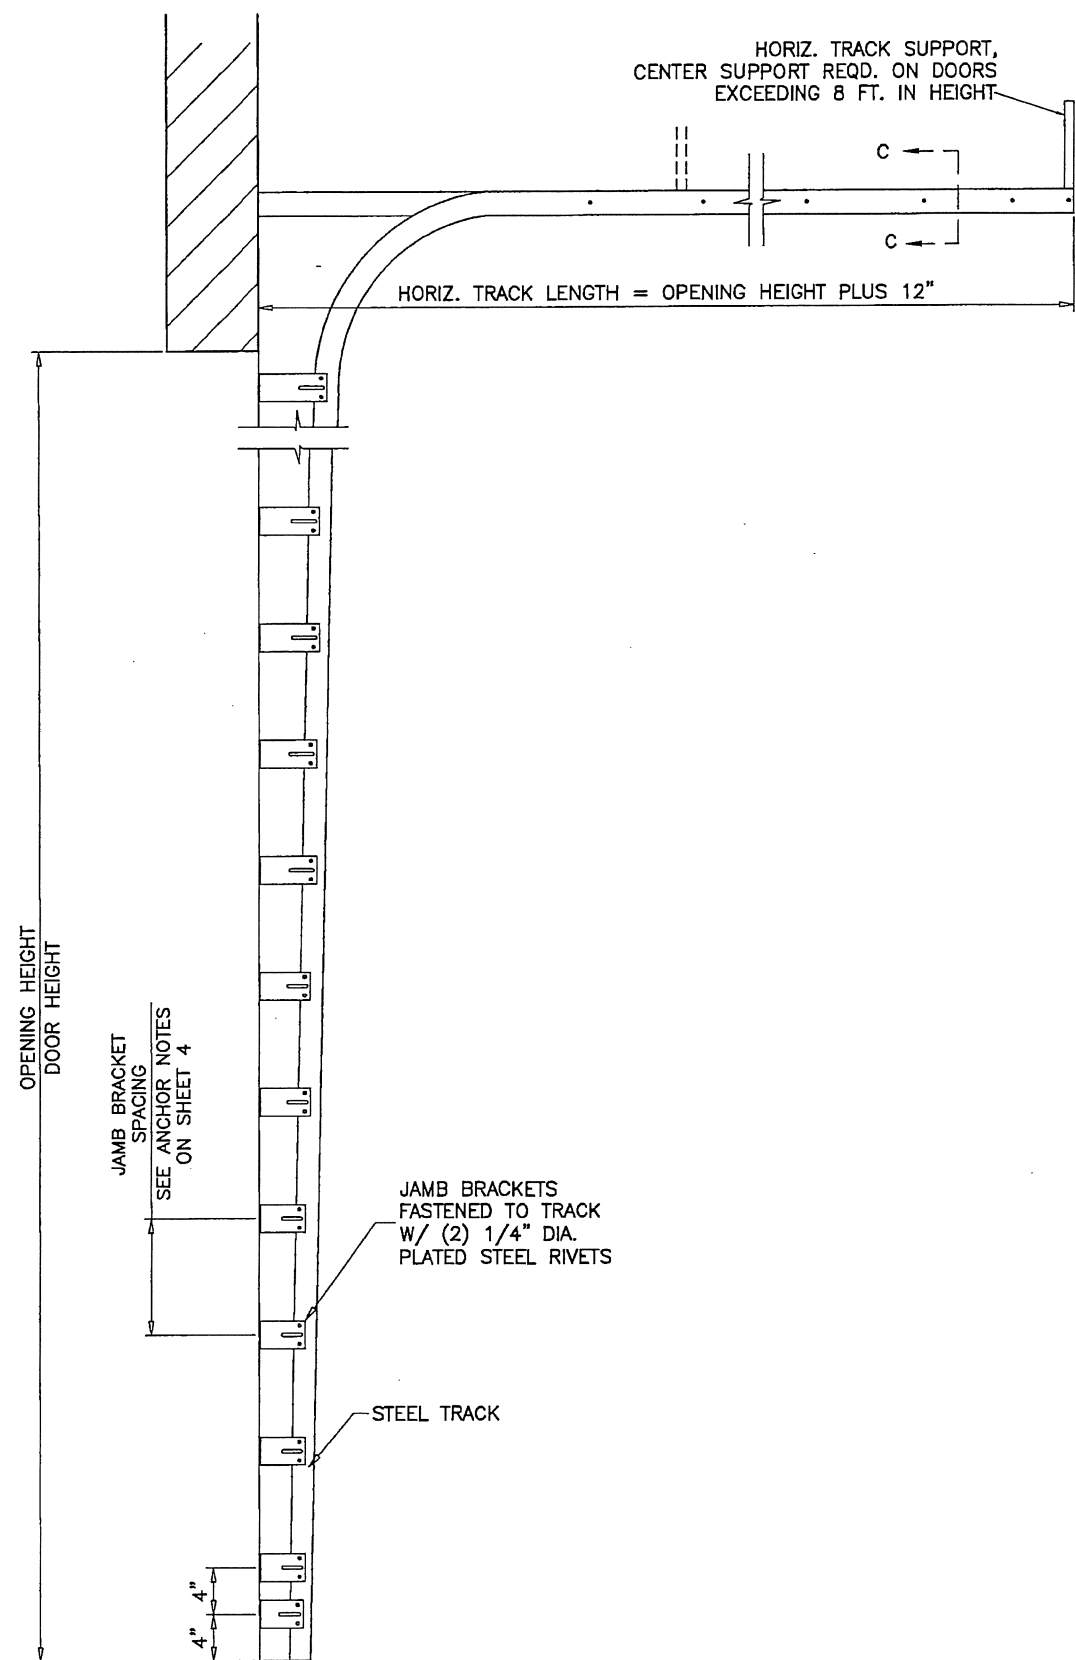 HORIZ. TRACK SUPPORT,
CENTER SUPPORT REQD. ON DOORS
EXCEEDING 8 FT. IN HEIGHT
C
C
HORIZ. TRACK LENGTH = OPENING HEIGHT PLUS 12"
OPENING HEIGHT
DOOR HEIGHT
JAMB BRACKET
SPACING
SEE ANCHOR NOTES
ON SHEET 4
JAMB BRACKETS
FASTENED TO TRACK
W/ (2) 1/4" DIA.
PLATED STEEL RIVETS
STEEL TRACK
4"
4"